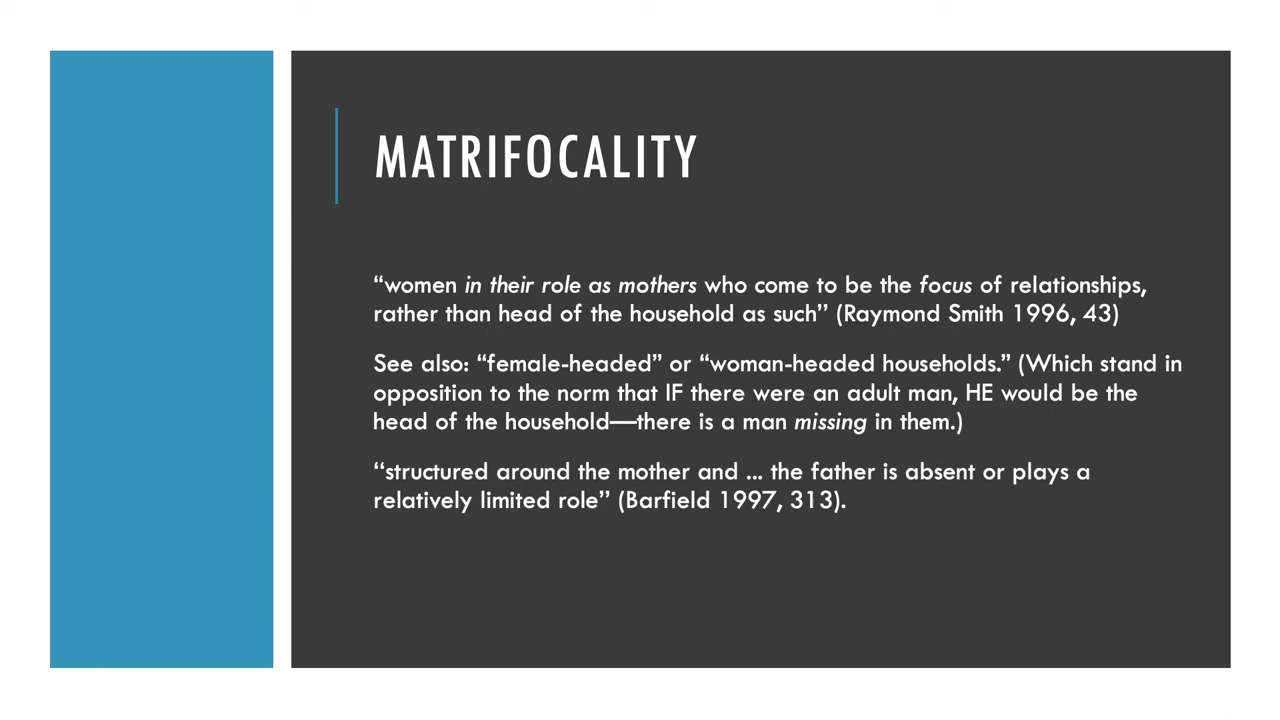 MATRIFOCALITY
“women in their role as mothers who come to be the focus of relationships,
rather than head of the household as such” (Raymond Smith 1996, 43)
See also: “female-headed” or “woman-headed households.” (Which stand in
opposition to the norm that IF there were an adult man, HE would be the
head of the household—there is a man missing in them.)
“structured around the mother and ... the father is absent or plays a
relatively limited role” (Barfield 1997, 313).